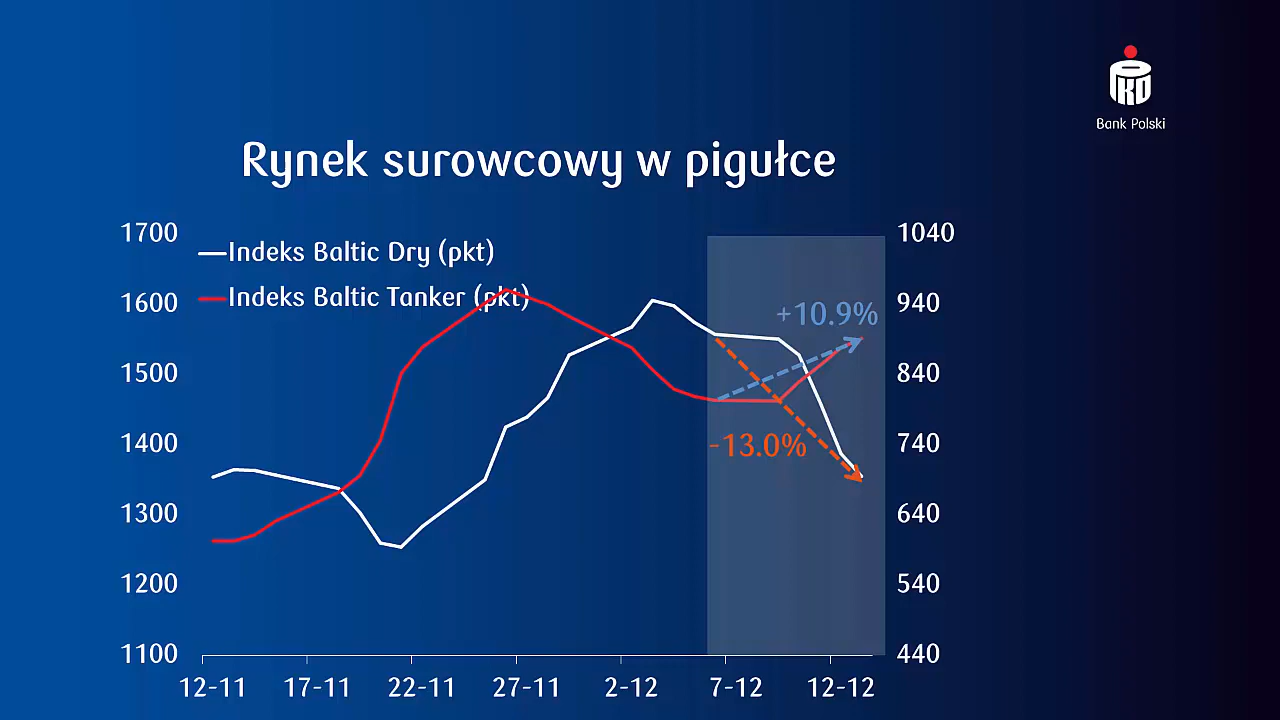 PKO
Bank Polski
Rynek surowcowy w pigułce
1700
1040
Indeks Baltic Dry (pkt)
1600
Indeks Baltic Tanker (pkt)
940
+10.9%
1500
840
1400
-13.0%
740
1300
640
1200
540
1100
440
12-11 17-11 22-11 27-11 2-12 7-12 12-12